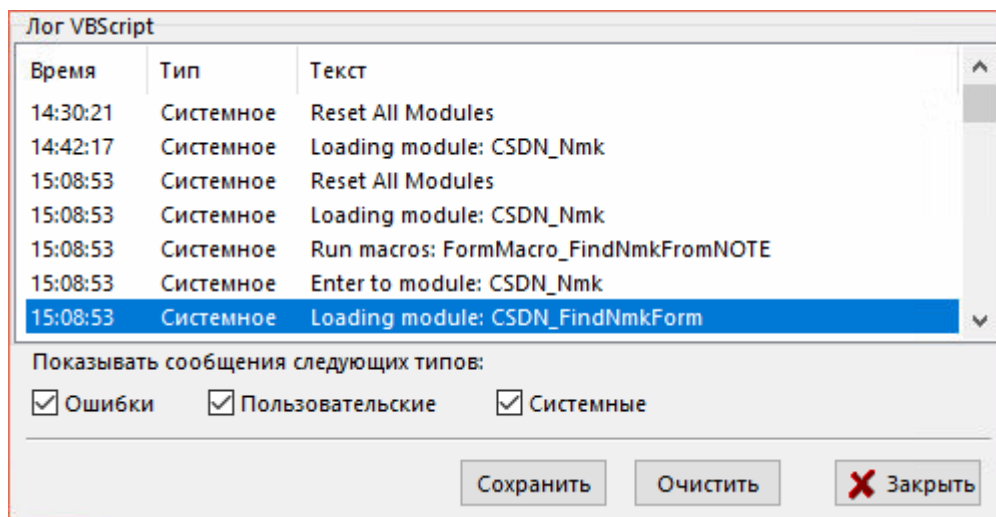 Лог VBScript
Время Тип Текст
14:30:21 Системное Reset All Modules
14:42:17 Системное Loading module: CSDN_Nmk
15:08:53 Системное Reset All Modules
15:08:53 Системное Loading module: CSDN_Nmk
15:08:53 Системное Run macros: FormMacro_FindNmkFromNOTE
15:08:53 Системное Enter to module: CSDN_Nmk
15:08:53 Системное Loading module: CSDN_FindNmkForm
Показывать сообщения следующих типов:
Ошибки Пользовательские Системные
Сохранить Очистить Закрыть